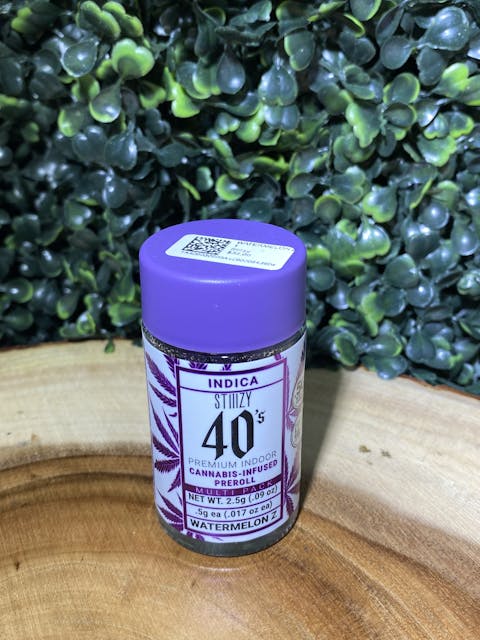 WATERMELON
INDICA
STIIIZY
40's
PREMIUM INDOOR
CANNABIS-INFUSED
PREROLL
MULTI PACK
NET WT. 2.5g (.09 oz)
.5g ea (.017 oz ea)
WATERMELON Z